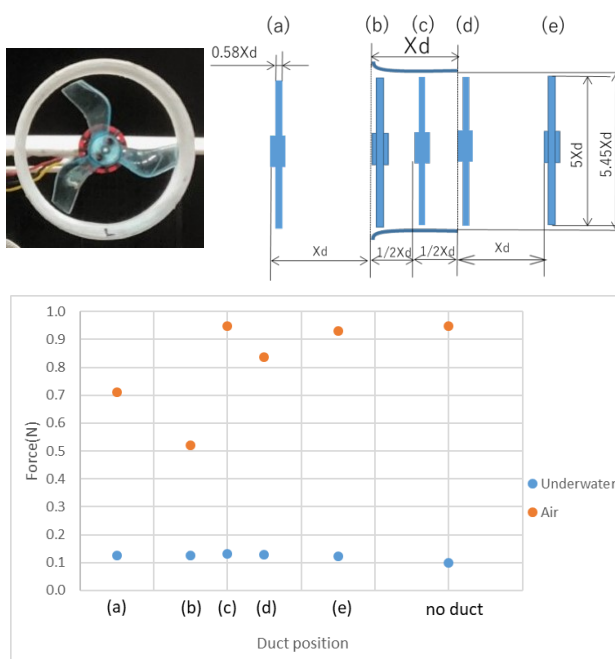 (a) (b) (c) (d) (e)
Xd
0.58Xd
5Xd
5.45Xd
Xd 1/2Xd 1/2Xd Xd
1.0
0.9
0.8
0.7
0.6
0.5
0.4
0.3
0.2
0.1
0.0
Force(N)
Underwater
Air
(a) (b) (c) (d) (e) no duct
Duct position